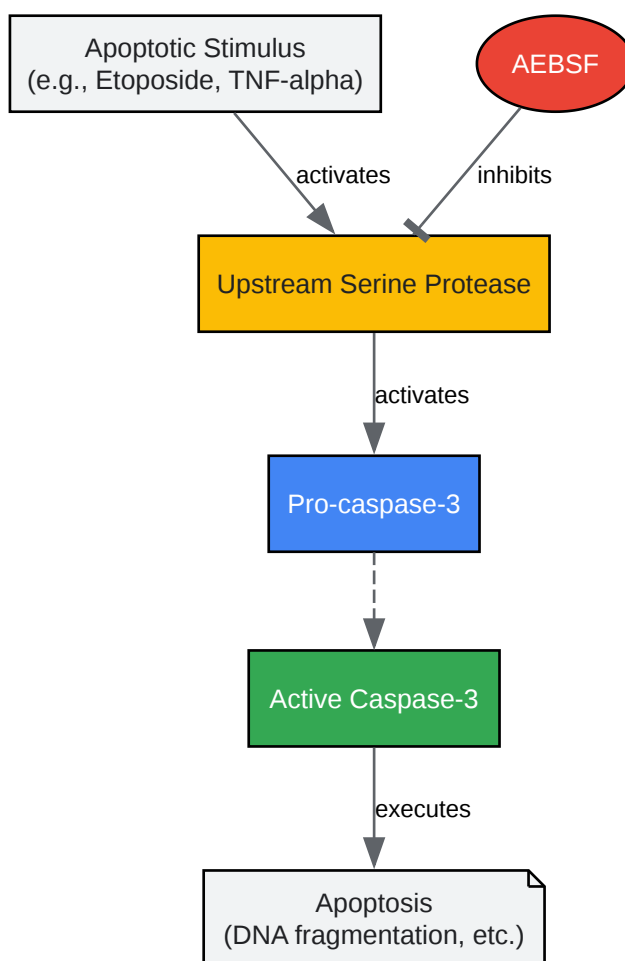 Apoptotic Stimulus
(e.g., Etoposide, TNF-alpha)
AEBSF
activates
inhibits
Upstream Serine Protease
activates
Pro-caspase-3
Active Caspase-3
executes
Apoptosis
(DNA fragmentation, etc.)